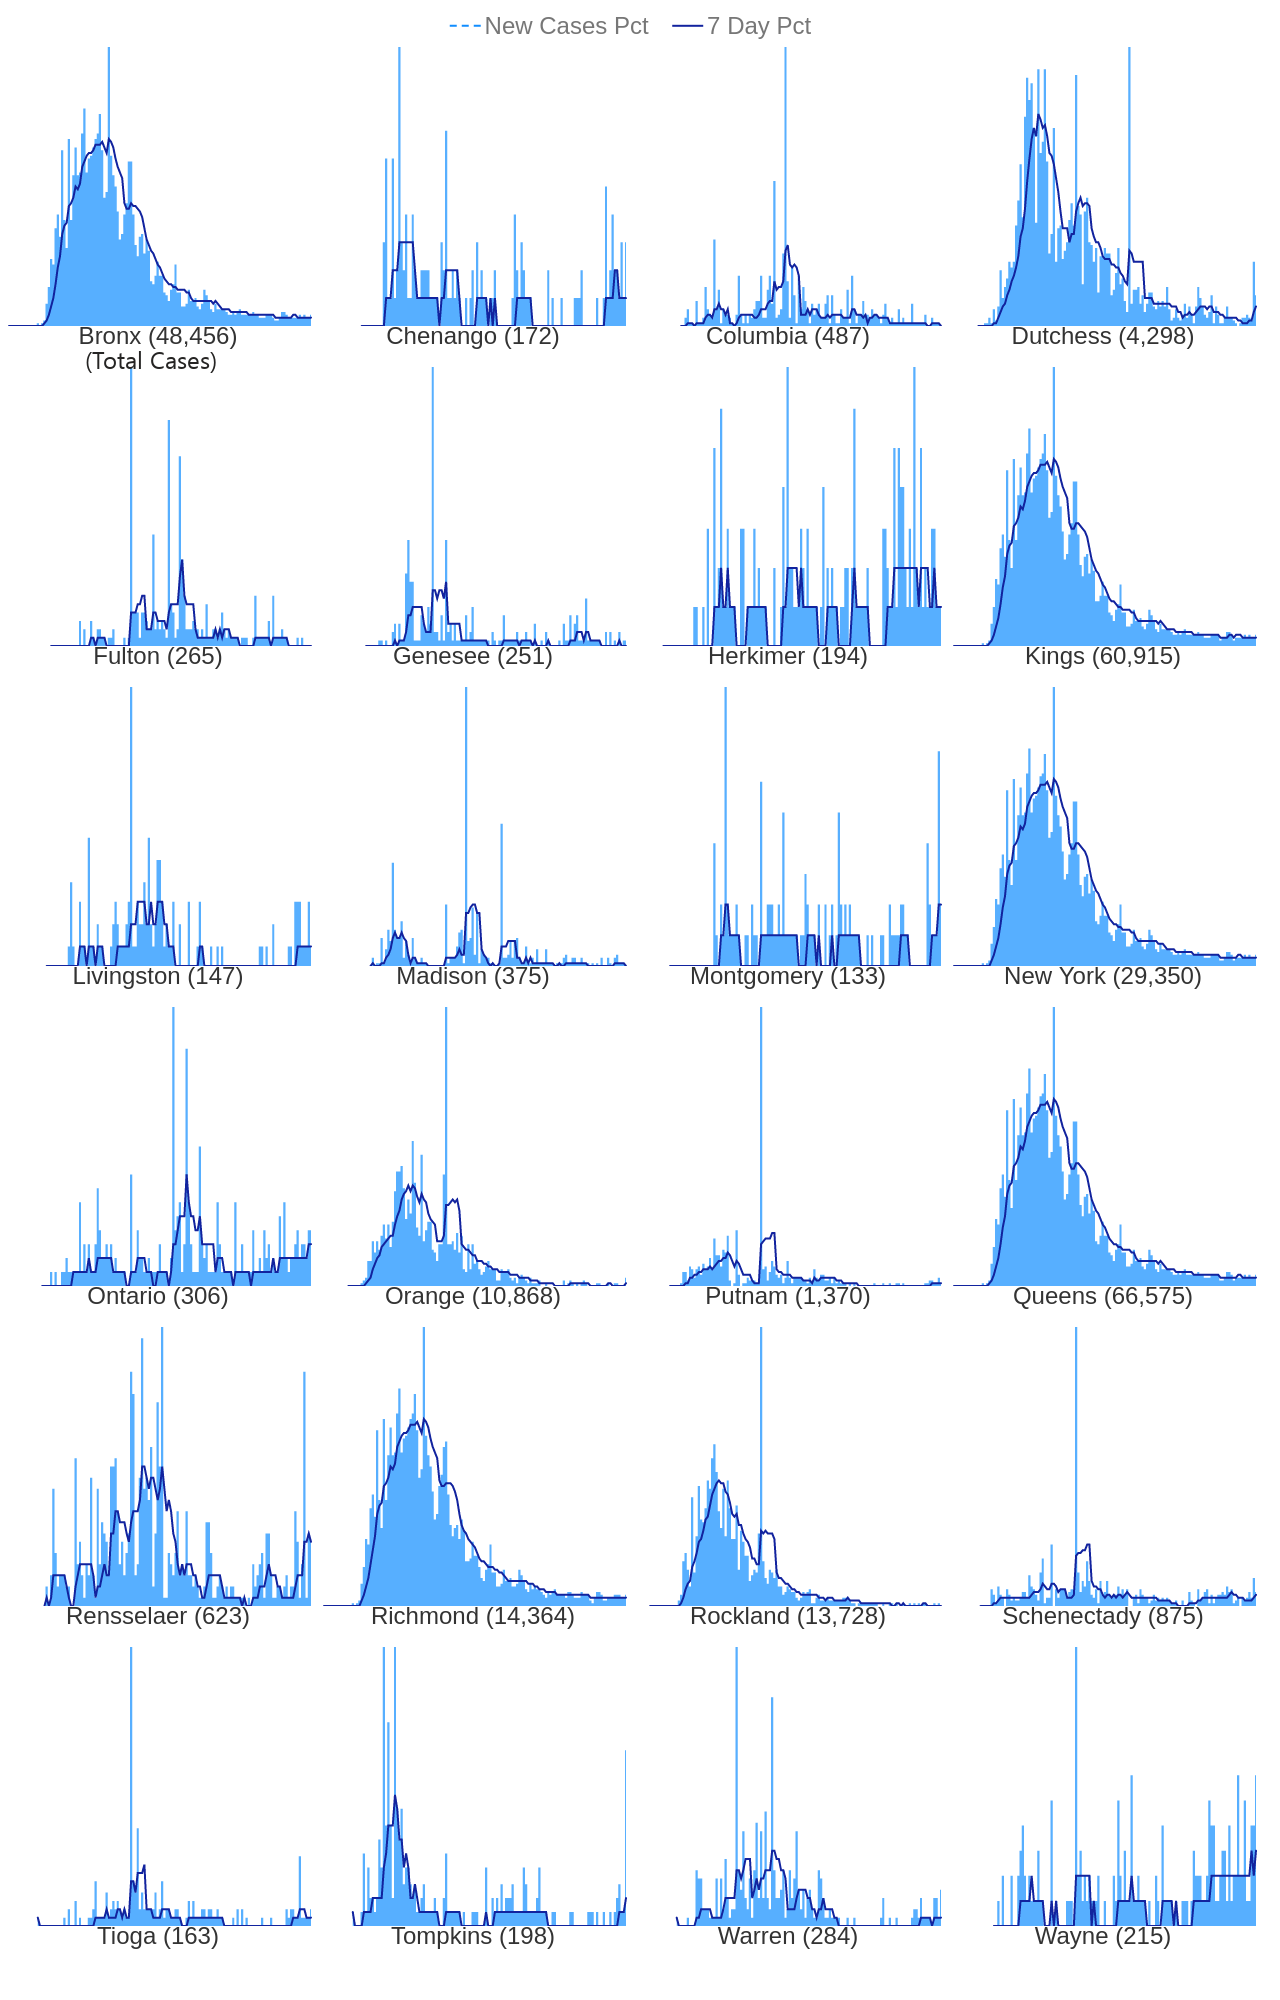 New Cases Pct 7 Day Pct
Bronx (48,456) Chenango (172) Columbia (487) Dutchess (4,298)
(Total Cases)
Fulton (265) Genesee (251) Herkimer (194) Kings (60,915)
Livingston (147) Madison (375) Montgomery (133) New York (29,350)
Ontario (306) Orange (10,868) Putnam (1,370) Queens (66,575)
Rensselaer (623) Richmond (14,364) Rockland (13,728) Schenectady (875)
Tioga (163) Tompkins (198) Warren (284) Wayne (215)